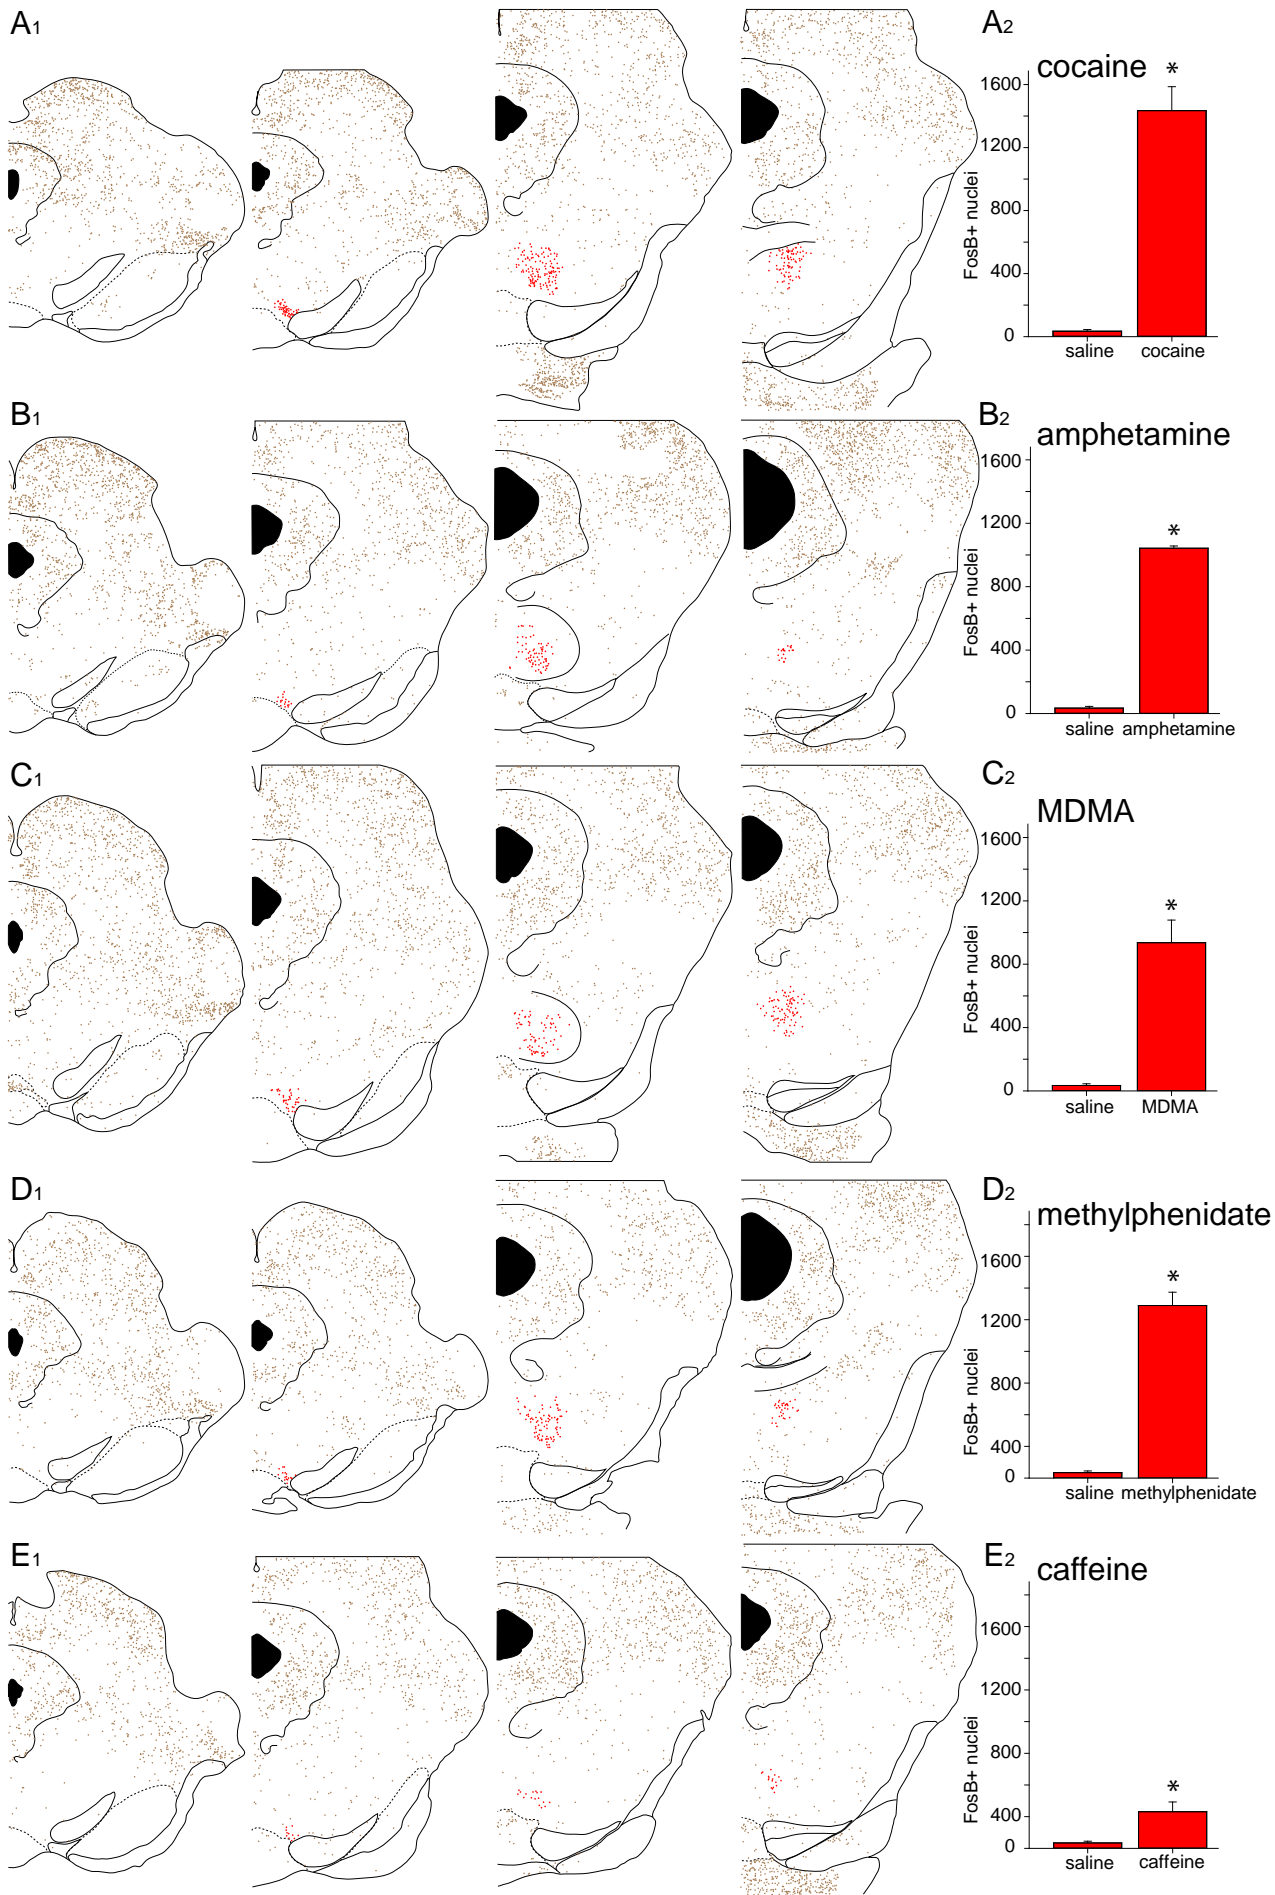 A1
A2
cocaine
*
1600
1200
800
400
0
FosB+ nuclei
saline cocaine
B1
B2
amphetamine
*
1600
1200
800
400
0
FosB+ nuclei
saline amphetamine
C1
C2
MDMA
*
1600
1200
800
400
0
FosB+ nuclei
saline MDMA
D1
D2
methylphenidate
*
1600
1200
800
400
0
FosB+ nuclei
saline methylphenidate
E1
E2
caffeine
*
1600
1200
800
400
0
FosB+ nuclei
saline caffeine